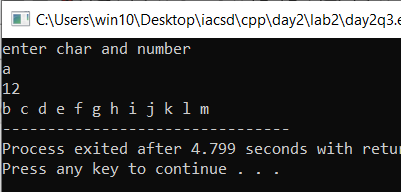 C:\Users\win10\Desktop\iacsd\cpp\day2\lab2\day2q3.e
enter char and number
a
12
b c d e f g h i j k l m
--------------------------------
Process exited after 4.799 seconds with retu
Press any key to continue . . .